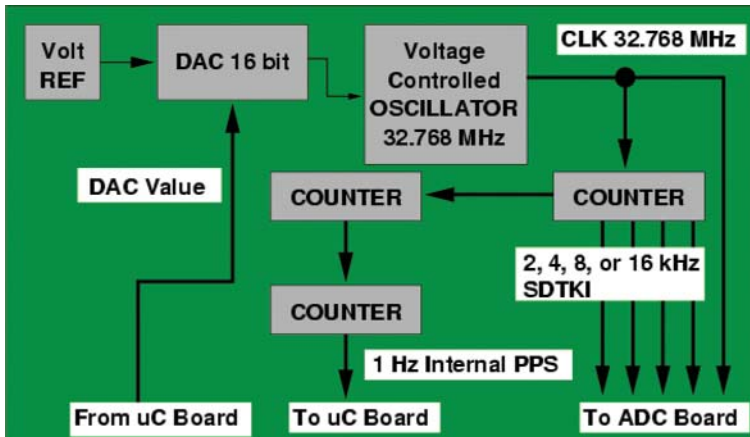 Volt
REF
DAC 16 bit
Voltage
Controlled
OSCILLATOR
32.768 MHz
CLK 32.768 MHz
DAC Value
COUNTER
COUNTER
2, 4, 8, or 16 kHz
SDTKI
COUNTER
1 Hz Internal PPS
From uC Board
To uC Board
To ADC Board